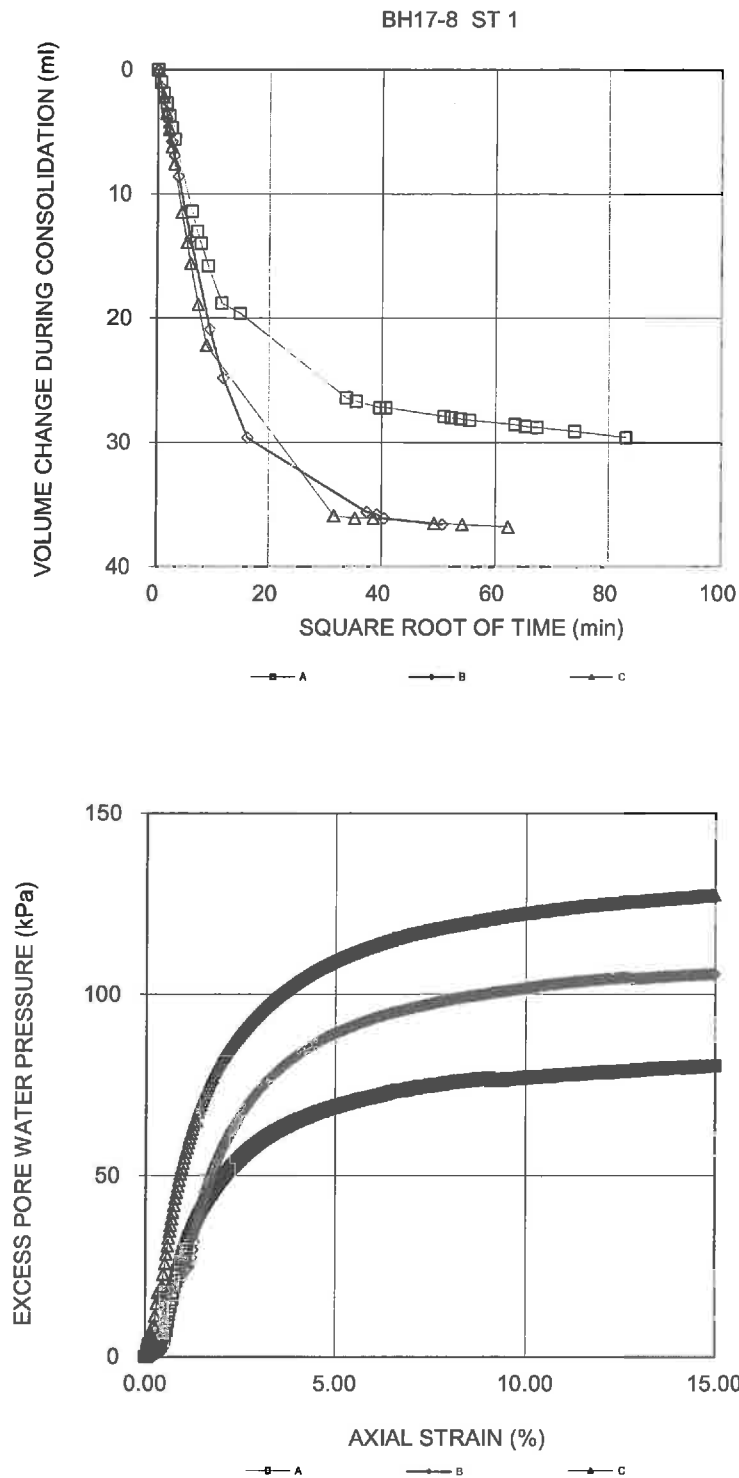 BH17-8 ST 1
VOLUME CHANGE DURING CONSOLIDATION (ml)
0
10
20
30
40
0 20 40 60 80 100
SQUARE ROOT OF TIME (min)
A B C
EXCESS PORE WATER PRESSURE (kPa)
150
100
50
0
0.00 5.00 10.00 15.00
AXIAL STRAIN (%)
A B C